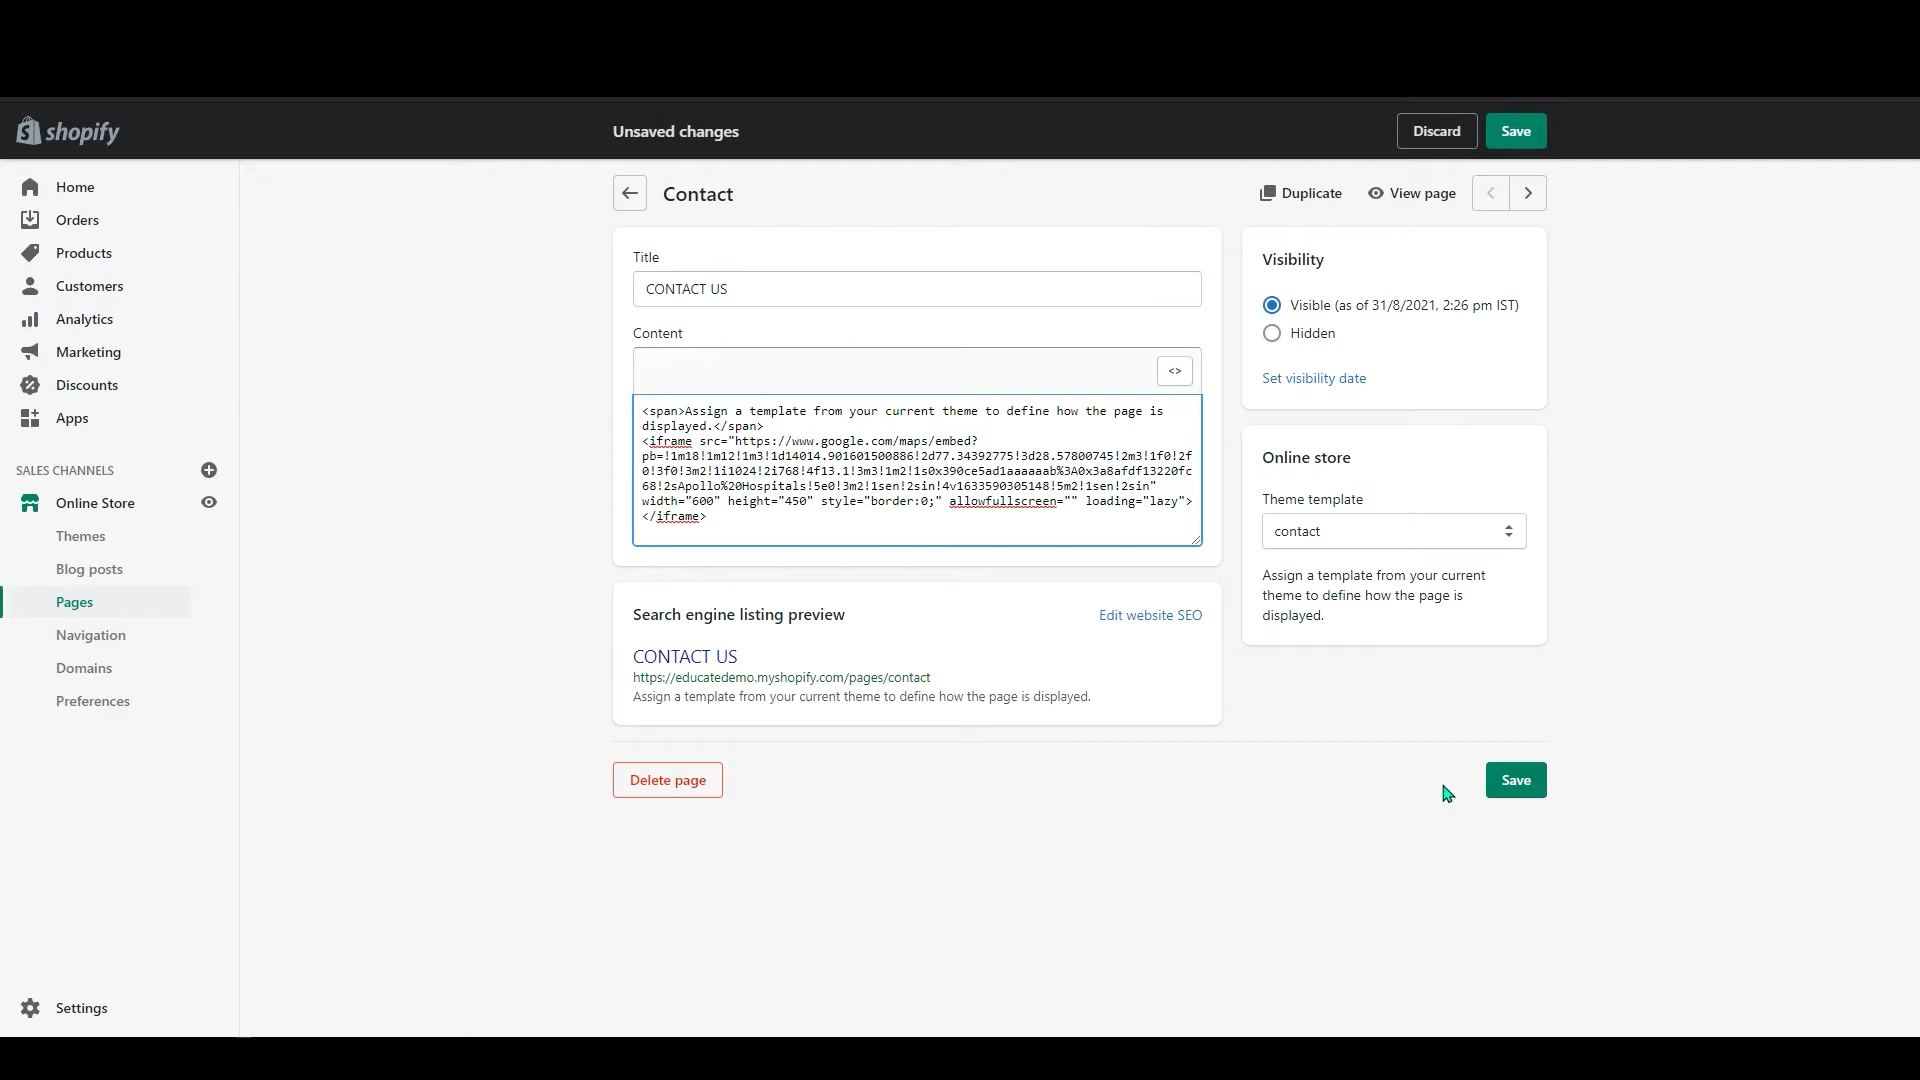 shopify
Unsaved changes
Discard
Save
Home
Orders
Products
Customers
Analytics
Marketing
Discounts
Apps
SALES CHANNELS
Online Store
Themes
Blog posts
Pages
Navigation
Domains
Preferences
Settings
Contact
Duplicate
View page
Title
CONTACT US
Content
<>
<span>Assign a template from your current theme to define how the page is
displayed.</span>
<iframe src="https://www.google.com/maps/embed?
pb=!1m18!1m12!1m3!1d14014.901601500886!2d77.34392775!3d28.57800745!2m3!1f0!2f
0!3f0!3m2!1i1024!2i768!4f13.1!3m3!1m2!1s0x390ce5ad1aaaaaab%3A0x3a8afdf13220fc
68!2sApollo%20Hospitals!5e0!3m2!1sen!2sin!4v1633590305148!5m2!1sen!2sin"
width="600" height="450" style="border:0;" allowfullscreen="" loading="lazy">
</iframe>
Search engine listing preview
Edit website SEO
CONTACT US
https://educatedemo.myshopify.com/pages/contact
Assign a template from your current theme to define how the page is displayed.
Visibility
Visible (as of 31/8/2021, 2:26 pm IST)
Hidden
Set visibility date
Online store
Theme template
contact
Assign a template from your current
theme to define how the page is
displayed.
Delete page
Save